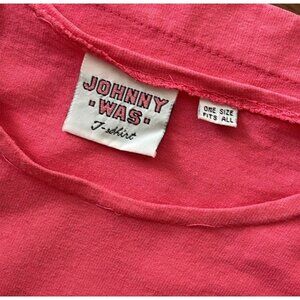 JOHNNY
·WAS·
T-shirt
ONE SIZE
FITS ALL